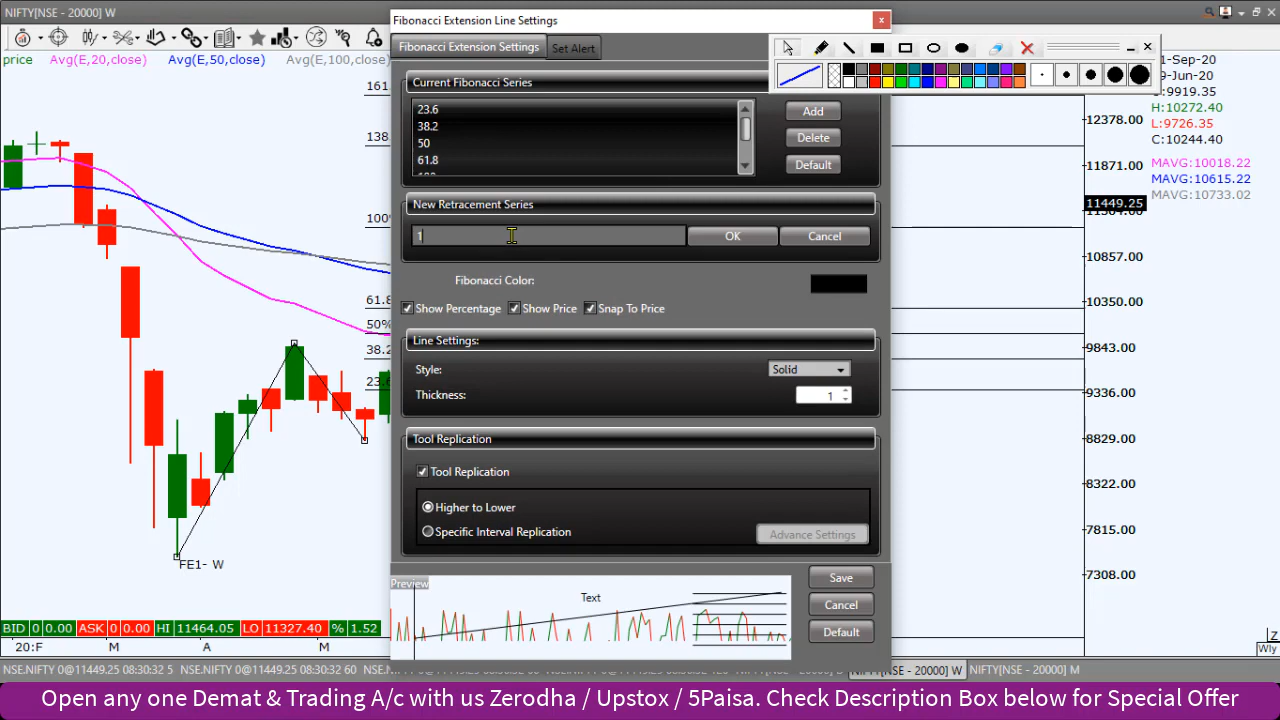 NIFTY[NSE - 20000] W
Fibonacci Extension Line Settings
Fibonacci Extension Settings
Set Alert
price
Avg(E,20,close)
Avg(E,50,close)
Avg(E,100,close)
Current Fibonacci Series
23.6
38.2
50
61.8
Add
Delete
Default
New Retracement Series
1
OK
Cancel
Fibonacci Color:
Show Percentage
Show Price
Snap To Price
Line Settings:
Style:
Solid
Thickness:
1
Tool Replication
Tool Replication
Higher to Lower
Specific Interval Replication
Advance Settings
Preview
Text
Save
Cancel
Default
161
138.
100%
61.8
50%
38.2
23.6
FE1- W
:9919.35
H:10272.40
L:9726.35
C:10244.40
MAVG:10018.22
MAVG:10615.22
MAVG:10733.02
12378.00
11871.00
11449.25
10857.00
10350.00
9843.00
9336.00
8829.00
8322.00
7815.00
7308.00
BID 0 0.00 ASK 0 0.00 HI 11464.05 LO 11327.40 % 1.52
20:F
M
A
M
Z
Wly
NSE.NIFTY 0@11449.25 08:30:32 5
NSE.NIFTY 0@11449.25 08:30:32 60
NSE - 20000] W
NIFTY[NSE - 20000] M
Open any one Demat & Trading A/c with us Zerodha / Upstox / 5Paisa. Check Description Box below for Special Offer